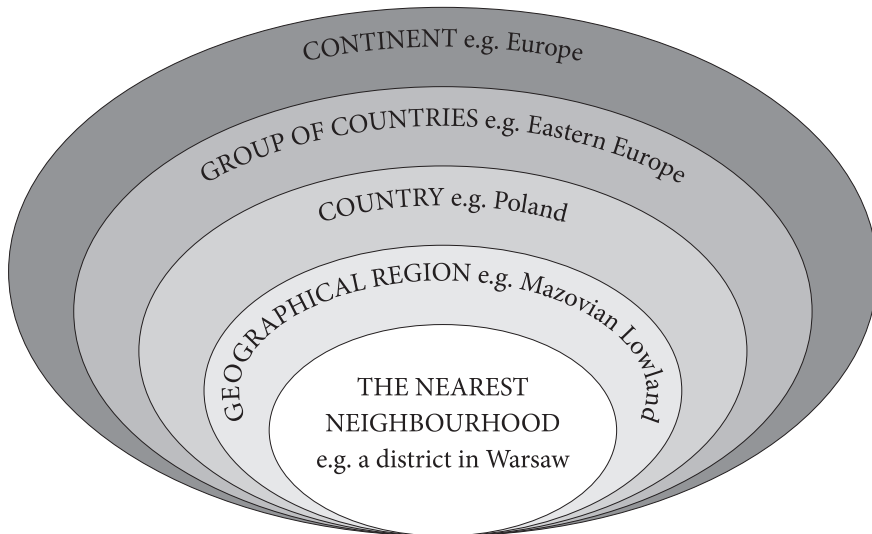 CONTINENT e.g. Europe
GROUP OF COUNTRIES e.g. Eastern Europe
COUNTRY e.g. Poland
GEOGRAPHICAL REGION e.g. Mazovian Lowland
THE NEAREST
NEIGHBOURHOOD
e.g. a district in Warsaw